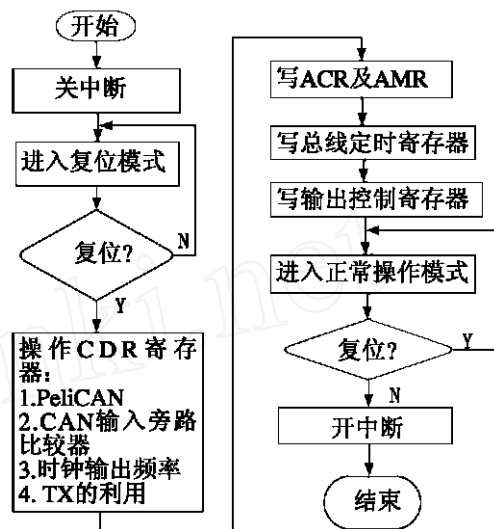 开始
关中断
进入复位模式
复位?
N
Y
操作CDR寄存
器:
1.PeliCAN
2.CAN输入旁路
比较器
3.时钟输出频率
4. TX的利用
写ACR及AMR
写总线定时寄存器
写输出控制寄存器
进入正常操作模式
复位?
Y
N
开中断
结束
nki.net